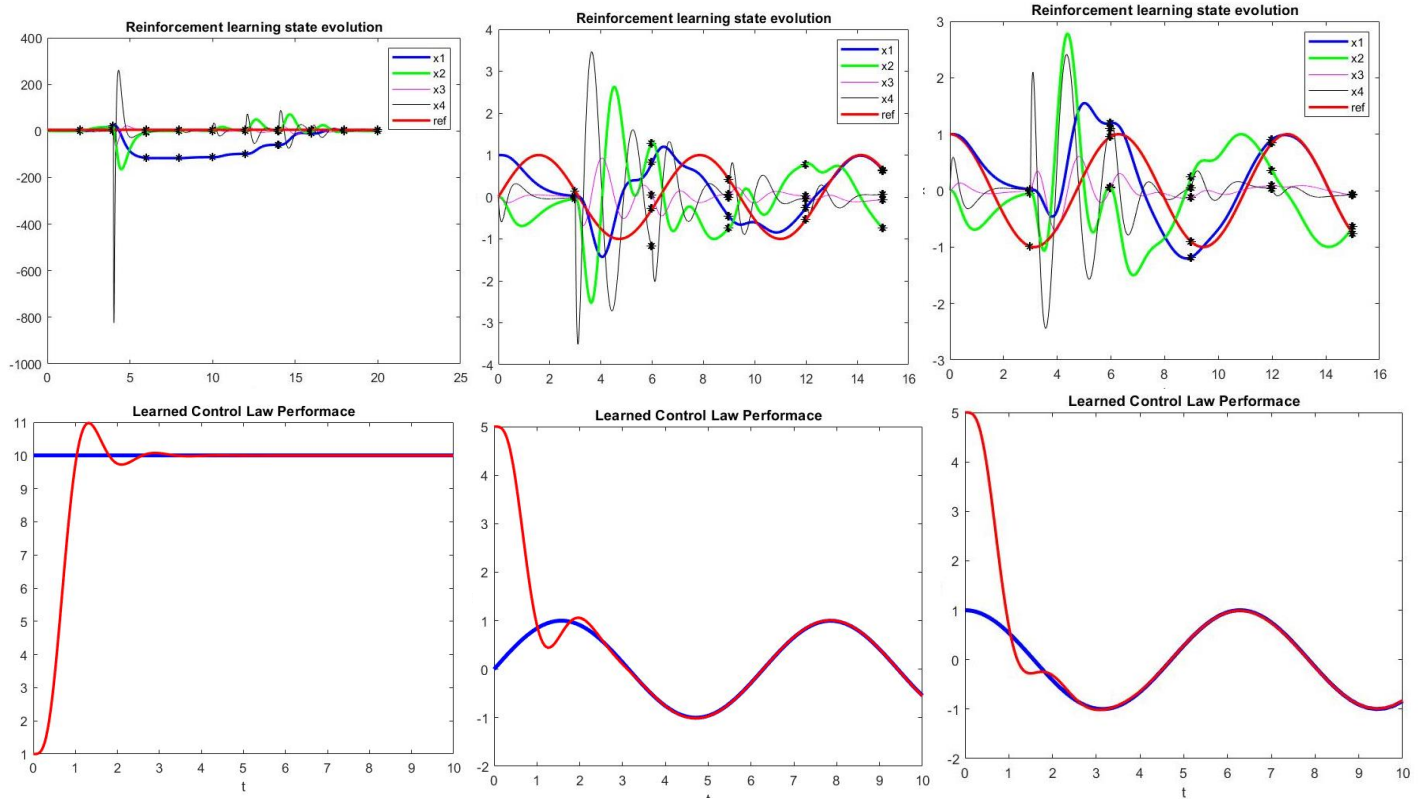 Reinforcement learning state evolution
400
200
0
-200
-400
-600
-800
-1000
0 5 10 15 20 25
x1
x2
x3
x4
ref
Reinforcement learning state evolution
4
3
2
1
0
-1
-2
-3
-4
0 2 4 6 8 10 12 14 16
x1
x2
x3
x4
ref
Reinforcement learning state evolution
3
2
1
0
-1
-2
-3
0 2 4 6 8 10 12 14 16
x1
x2
x3
x4
ref
Learned Control Law Performace
11
10
9
8
7
6
5
4
3
2
1
0 1 2 3 4 5 6 7 8 9 10
t
Learned Control Law Performace
5
4
3
2
1
0
-1
-2
0 1 2 3 4 5 6 7 8 9 10
Learned Control Law Performace
5
4
3
2
1
0
-1
-2
0 1 2 3 4 5 6 7 8 9 10
t